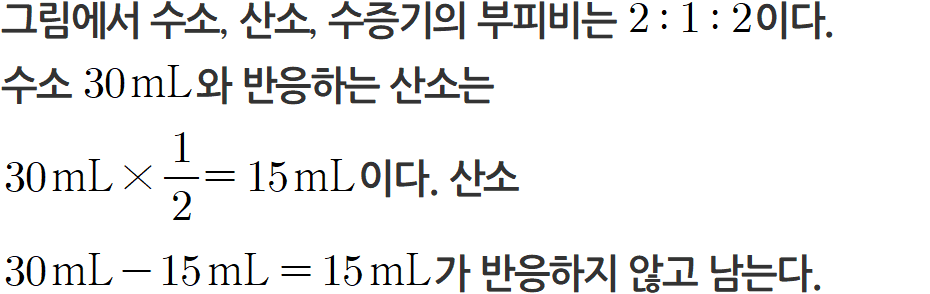 그림에서 수소, 산소, 수증기의 부피비는 2 : 1 : 2이다.
수소 30 mL와 반응하는 산소는
30 mL × 1/2 = 15 mL이다. 산소
30 mL − 15 mL = 15 mL가 반응하지 않고 남는다.